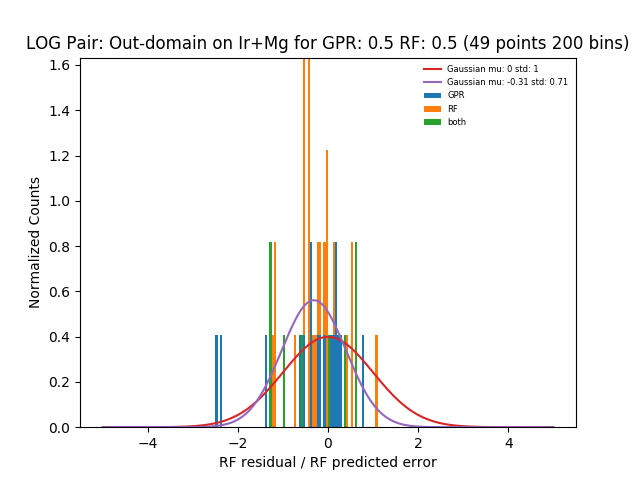 LOG Pair: Out-domain on Ir+Mg for GPR: 0.5 RF: 0.5 (49 points 200 bins)
Gaussian mu: 0 std: 1
Gaussian mu: -0.31 std: 0.71
GPR
RF
both
Normalized Counts
1.6
1.4
1.2
1.0
0.8
0.6
0.4
0.2
0.0
−4
−2
0
2
4
RF residual / RF predicted error